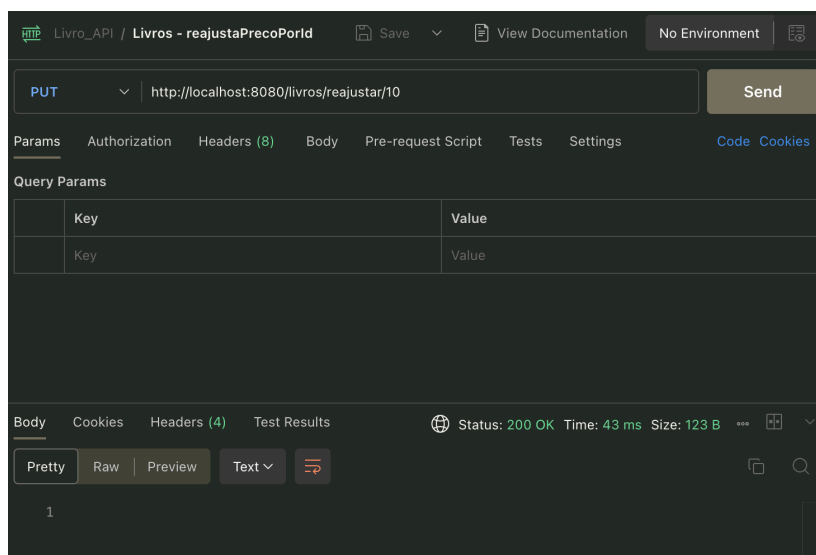 HTTP Livro_API / Livros - reajustaPrecoPorId Save View Documentation No Environment
PUT http://localhost:8080/livros/reajustar/10 Send
Params Authorization Headers (8) Body Pre-request Script Tests Settings Code Cookies
Query Params
Key Value
Key Value
Body Cookies Headers (4) Test Results Status: 200 OK Time: 43 ms Size: 123 B
Pretty Raw Preview Text
1